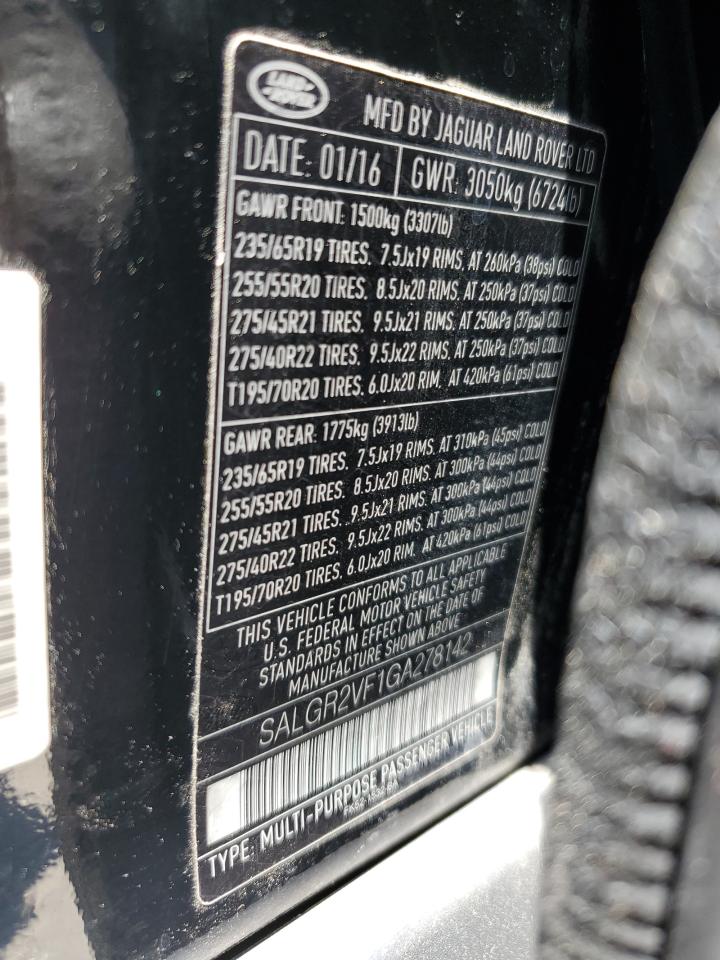 LAND ROVER
MFD BY JAGUAR LAND ROVER LTD
DATE: 01/16 GWR: 3050kg (6724lb)
GAWR FRONT: 1500kg (3307lb)
235/65R19 TIRES, 7.5Jx19 RIMS, AT 260kPa (38psi) COLD
255/55R20 TIRES, 8.5Jx20 RIMS, AT 250kPa (37psi) COLD
275/45R21 TIRES, 9.5Jx21 RIMS, AT 250kPa (37psi) COLD
275/40R22 TIRES, 9.5Jx22 RIMS, AT 250kPa (37psi) COLD
T195/70R20 TIRES, 6.0Jx20 RIM, AT 420kPa (61psi) COLD
GAWR REAR: 1775kg (3913lb)
235/65R19 TIRES, 7.5Jx19 RIMS, AT 310kPa (45psi) COLD
255/55R20 TIRES, 8.5Jx20 RIMS, AT 300kPa (44psi) COLD
275/45R21 TIRES, 9.5Jx21 RIMS, AT 300kPa (44psi) COLD
275/40R22 TIRES, 9.5Jx22 RIMS, AT 300kPa (44psi) COLD
T195/70R20 TIRES, 6.0Jx20 RIM, AT 420kPa (61psi) COLD
THIS VEHICLE CONFORMS TO ALL APPLICABLE
U.S. FEDERAL MOTOR VEHICLE SAFETY
STANDARDS IN EFFECT ON THE DATE OF
MANUFACTURE SHOWN ABOVE
SALGR2VF1GA278142
TYPE: MULTI-PURPOSE PASSENGER VEHICLE